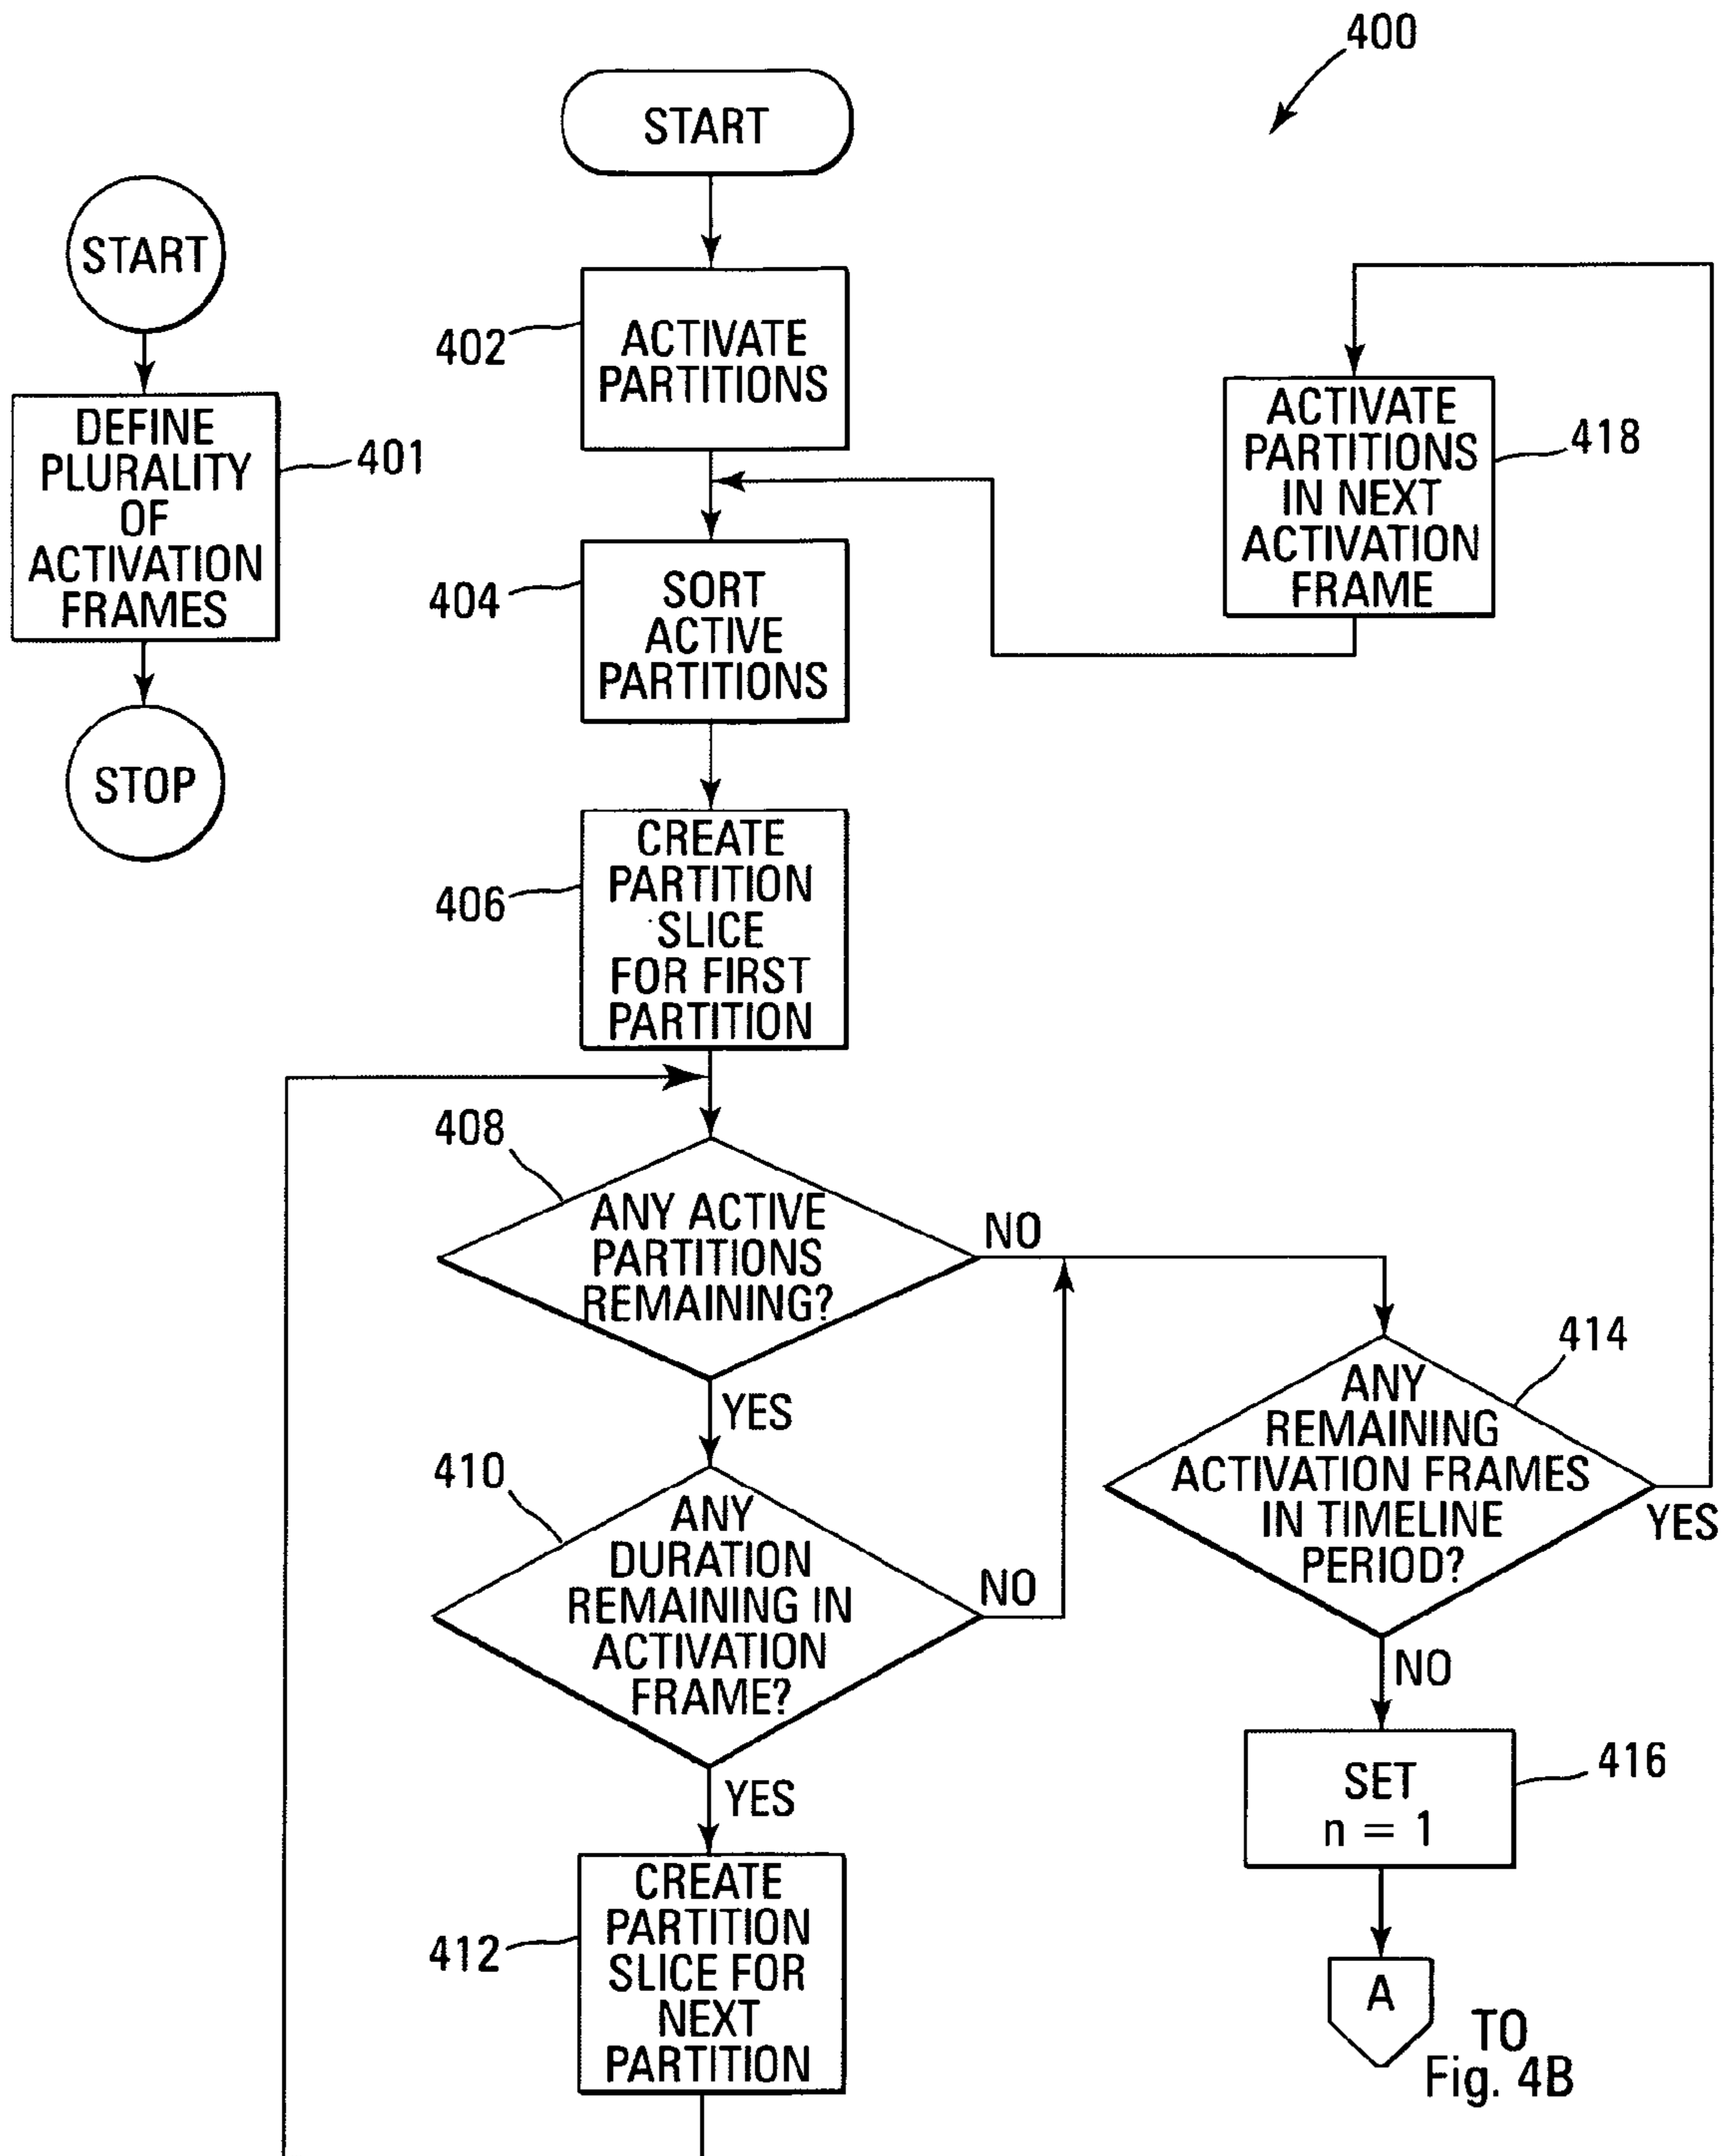 400
START
START
DEFINE
PLURALITY
OF
ACTIVATION
FRAMES
401
STOP
402
ACTIVATE
PARTITIONS
404
SORT
ACTIVE
PARTITIONS
406
CREATE
PARTITION
SLICE
FOR FIRST
PARTITION
408
ANY ACTIVE
PARTITIONS
REMAINING?
NO
YES
410
ANY
DURATION
REMAINING IN
ACTIVATION
FRAME?
NO
YES
412
CREATE
PARTITION
SLICE FOR
NEXT
PARTITION
ACTIVATE
PARTITIONS
IN NEXT
ACTIVATION
FRAME
418
414
ANY
REMAINING
ACTIVATION FRAMES
IN TIMELINE
PERIOD?
YES
NO
SET
n = 1
416
A
TO
Fig. 4B